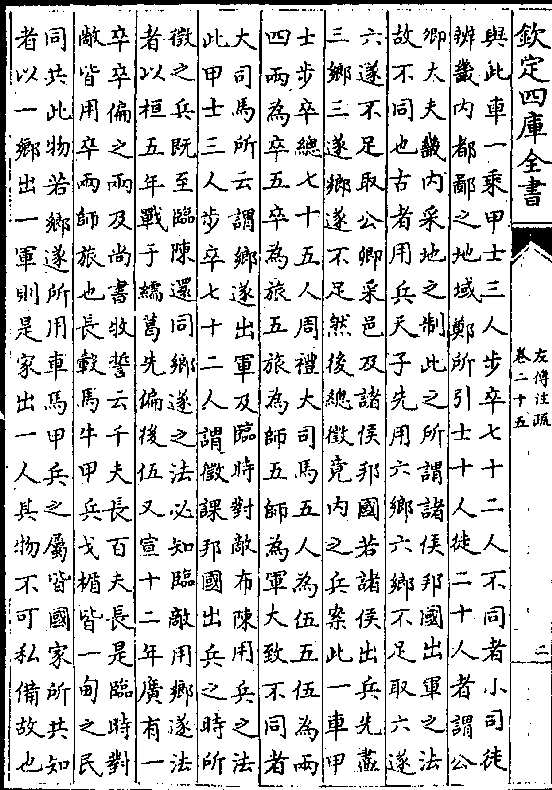 欽定四庫全書
左傳注疏
卷二十五
二
與此車一乘甲士三人步卒七十二人不同者小司徒
辨畿内都鄙之地域鄭所引士十人徒二十人者謂公
卿大夫畿内采地之制此之所謂諸侯邦國出軍之法
故不同也古者用兵天子先用六鄉六鄉不足取六遂
六遂不足取公卿采邑及諸侯邦國若諸侯出兵先盡
三鄉三遂鄉遂不足然後總徵竟内之兵案此一車甲
士步卒總七十五人周禮大司馬五人為伍五伍為兩
四兩為卒五卒為旅五旅為師五師為軍大致不同者
大司馬所云謂鄉遂出軍及臨時對敵布陳用兵之法
此甲士三人步卒七十二人謂徵課邦國出兵之時所
徵之兵既至臨陳還同鄉遂之法必知臨敵用鄉遂法
者以桓五年戰于繻葛先偏後伍又宣十二年廣有一
卒卒偏之兩及尚書牧誓云千夫長百夫長是臨時對
敵皆用卒兩師旅也長轂馬牛甲兵戈楯皆一甸之民
同共此物若鄉遂所用車馬甲兵之屬皆國家所共知
者以一鄉出一軍則是家出一人其物不可私備故也